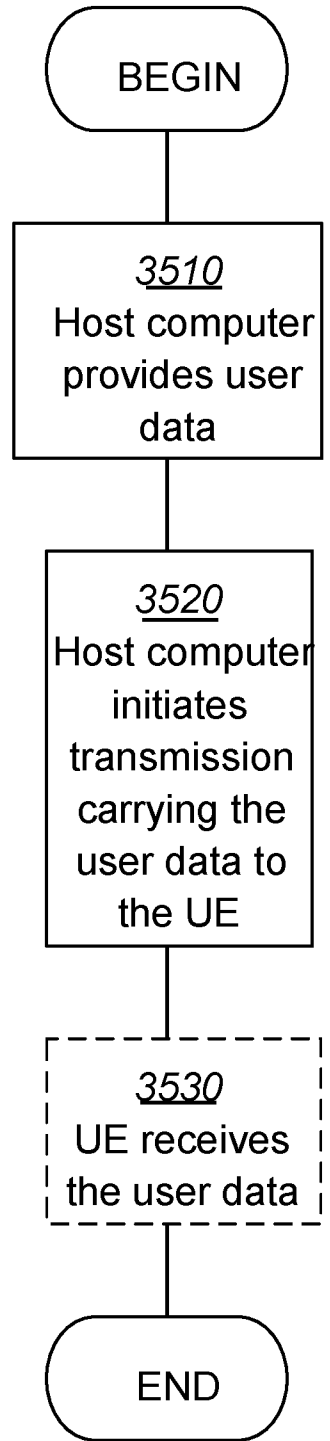 BEGIN
3510
Host computer
provides user
data
3520
Host computer
initiates
transmission
carrying the
user data to
the UE
3530
UE receives
the user data
END